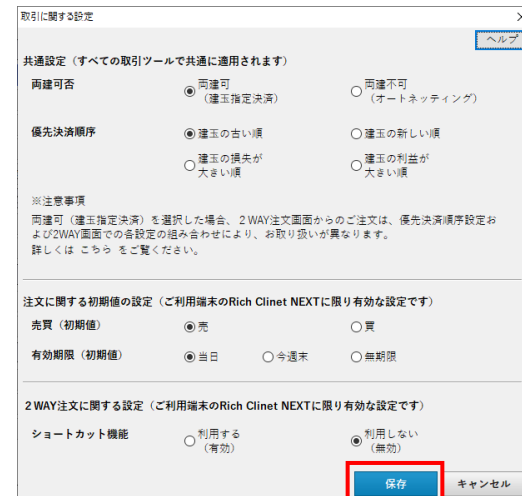 取引に関する設定
ヘルプ
共通設定（すべての取引ツールで共通に適用されます）
両建可否
両建可
（建玉指定決済）
両建不可
（オートネッティング）
優先決済順序
建玉の古い順
建玉の新しい順
建玉の損失が
大きい順
建玉の利益が
大きい順
※注意事項
両建可（建玉指定決済）を選択した場合、２WAY注文画面からのご注文は、優先決済順序設定お
よび2WAY画面での各設定の組み合わせにより、お取り扱いが異なります。
詳しくは こちら をご覧ください。
注文に関する初期値の設定（ご利用端末のRich Clinet NEXTに限り有効な設定です）
売買（初期値）
売
買
有効期限（初期値）
当日
今週末
無期限
２WAY注文に関する設定（ご利用端末のRich Clinet NEXTに限り有効な設定です）
ショートカット機能
利用する
（有効）
利用しない
（無効）
保存
キャンセル